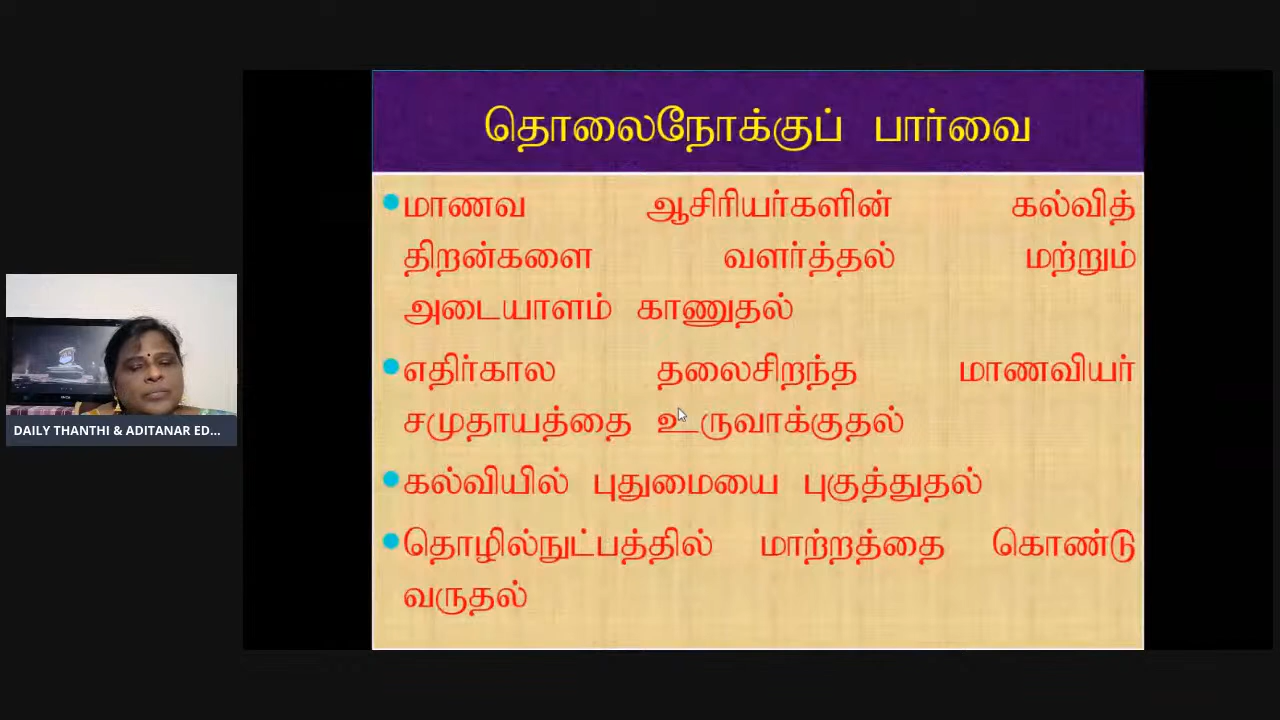 தொலைநோக்குப் பார்வை
மாணவ ஆசிரியர்களின் கல்வித்
திறன்களை வளர்த்தல் மற்றும்
அடையாளம் காணுதல்
எதிர்கால தலைசிறந்த மாணவியர்
சமுதாயத்தை உருவாக்குதல்
கல்வியில் புதுமையை புகுத்துதல்
தொழில்நுட்பத்தில் மாற்றத்தை கொண்டு
வருதல்
DAILY THANTHI & ADITANAR ED...